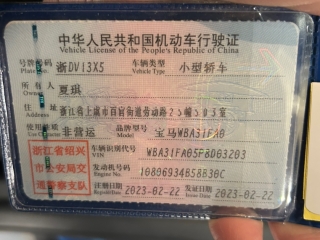 中华人民共和国机动车行驶证
Vehicle License of the People's Republic of China
号牌号码 浙DV13X5 车辆类型 小型轿车
Plate No. Vehicle Type
所有人 夏琪
Owner
住址 浙江省上虞市百官街道劳动路25幢503室
Address
使用性质 非营运 品牌型号 宝马WBA31FA0
浙江省绍兴
市公安局交
通警察支队
车辆识别代号 WBA31FA05F8D03203
VIN
发动机号码 10806934658630C
Engine No.
注册日期 2023-02-22 发证日期 2023-02-22
Issue Date